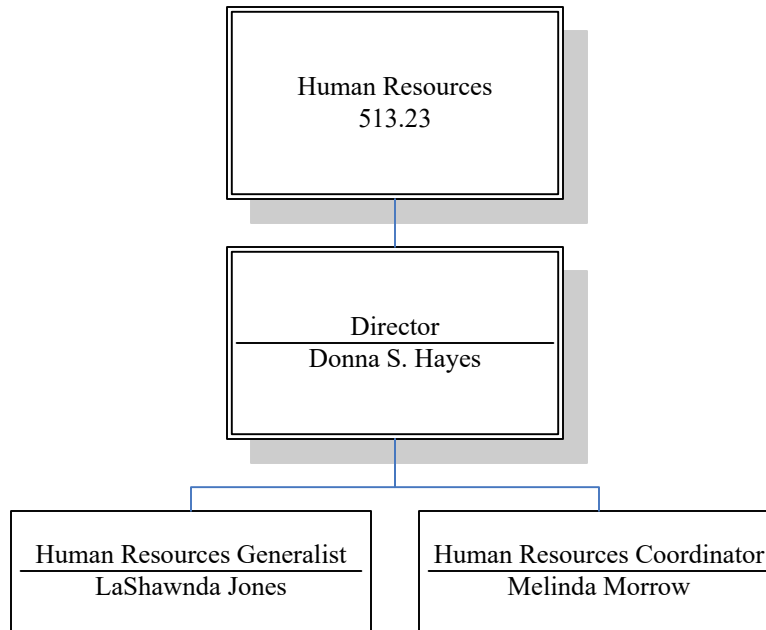 Human Resources
513.23
Director
Donna S. Hayes
Human Resources Generalist
LaShawnda Jones
Human Resources Coordinator
Melinda Morrow